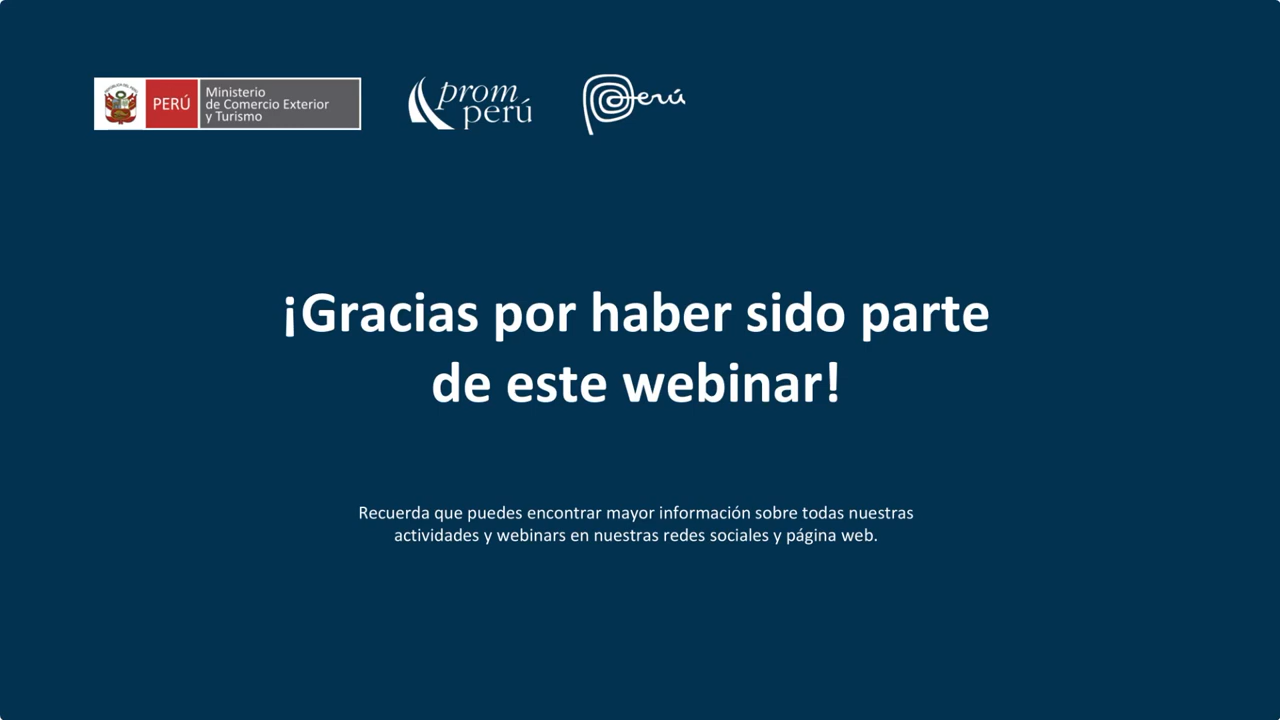 PERÚ
Ministerio
de Comercio Exterior
y Turismo
prom
perú
Perú
¡Gracias por haber sido parte
de este webinar!
Recuerda que puedes encontrar mayor información sobre todas nuestras
actividades y webinars en nuestras redes sociales y página web.